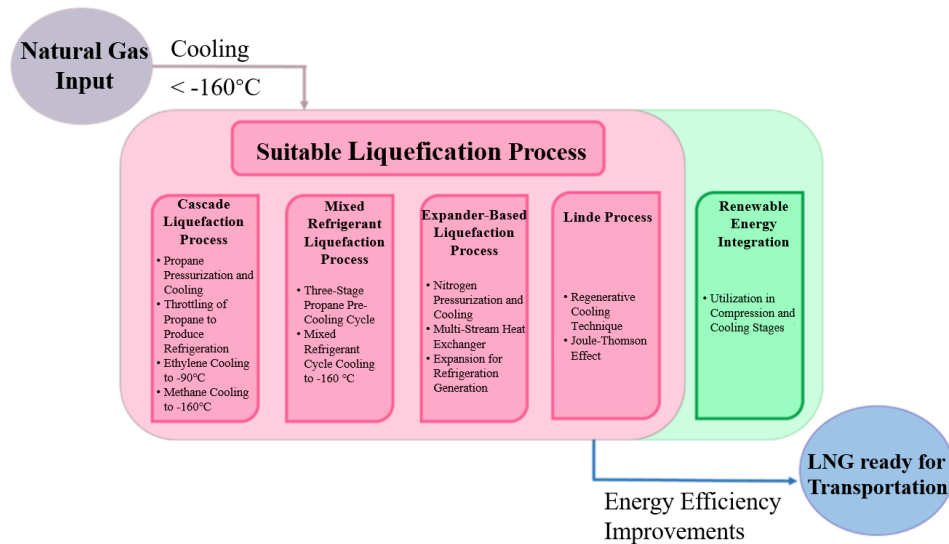 Natural Gas
Input
Cooling
< -160°C
Suitable Liquefication Process
Cascade
Liquefaction
Process
• Propane
Pressurization and
Cooling
• Throttling of
Propane to
Produce
Refrigeration
• Ethylene Cooling
to -90°C
• Methane Cooling
to -160°C
Mixed
Refrigerant
Liquefaction
Process
• Three-Stage
Propane Pre-
Cooling Cycle
• Mixed
Refrigerant
Cycle Cooling
to -160 °C
Expander-Based
Liquefaction
Process
• Nitrogen
Pressurization and
Cooling
• Multi-Stream Heat
Exchanger
• Expansion for
Refrigeration
Generation
Linde Process
• Regenerative
Cooling
Technique
• Joule-Thomson
Effect
Renewable
Energy
Integration
• Utilization in
Compression and
Cooling Stages
LNG ready for
Transportation
Energy Efficiency
Improvements